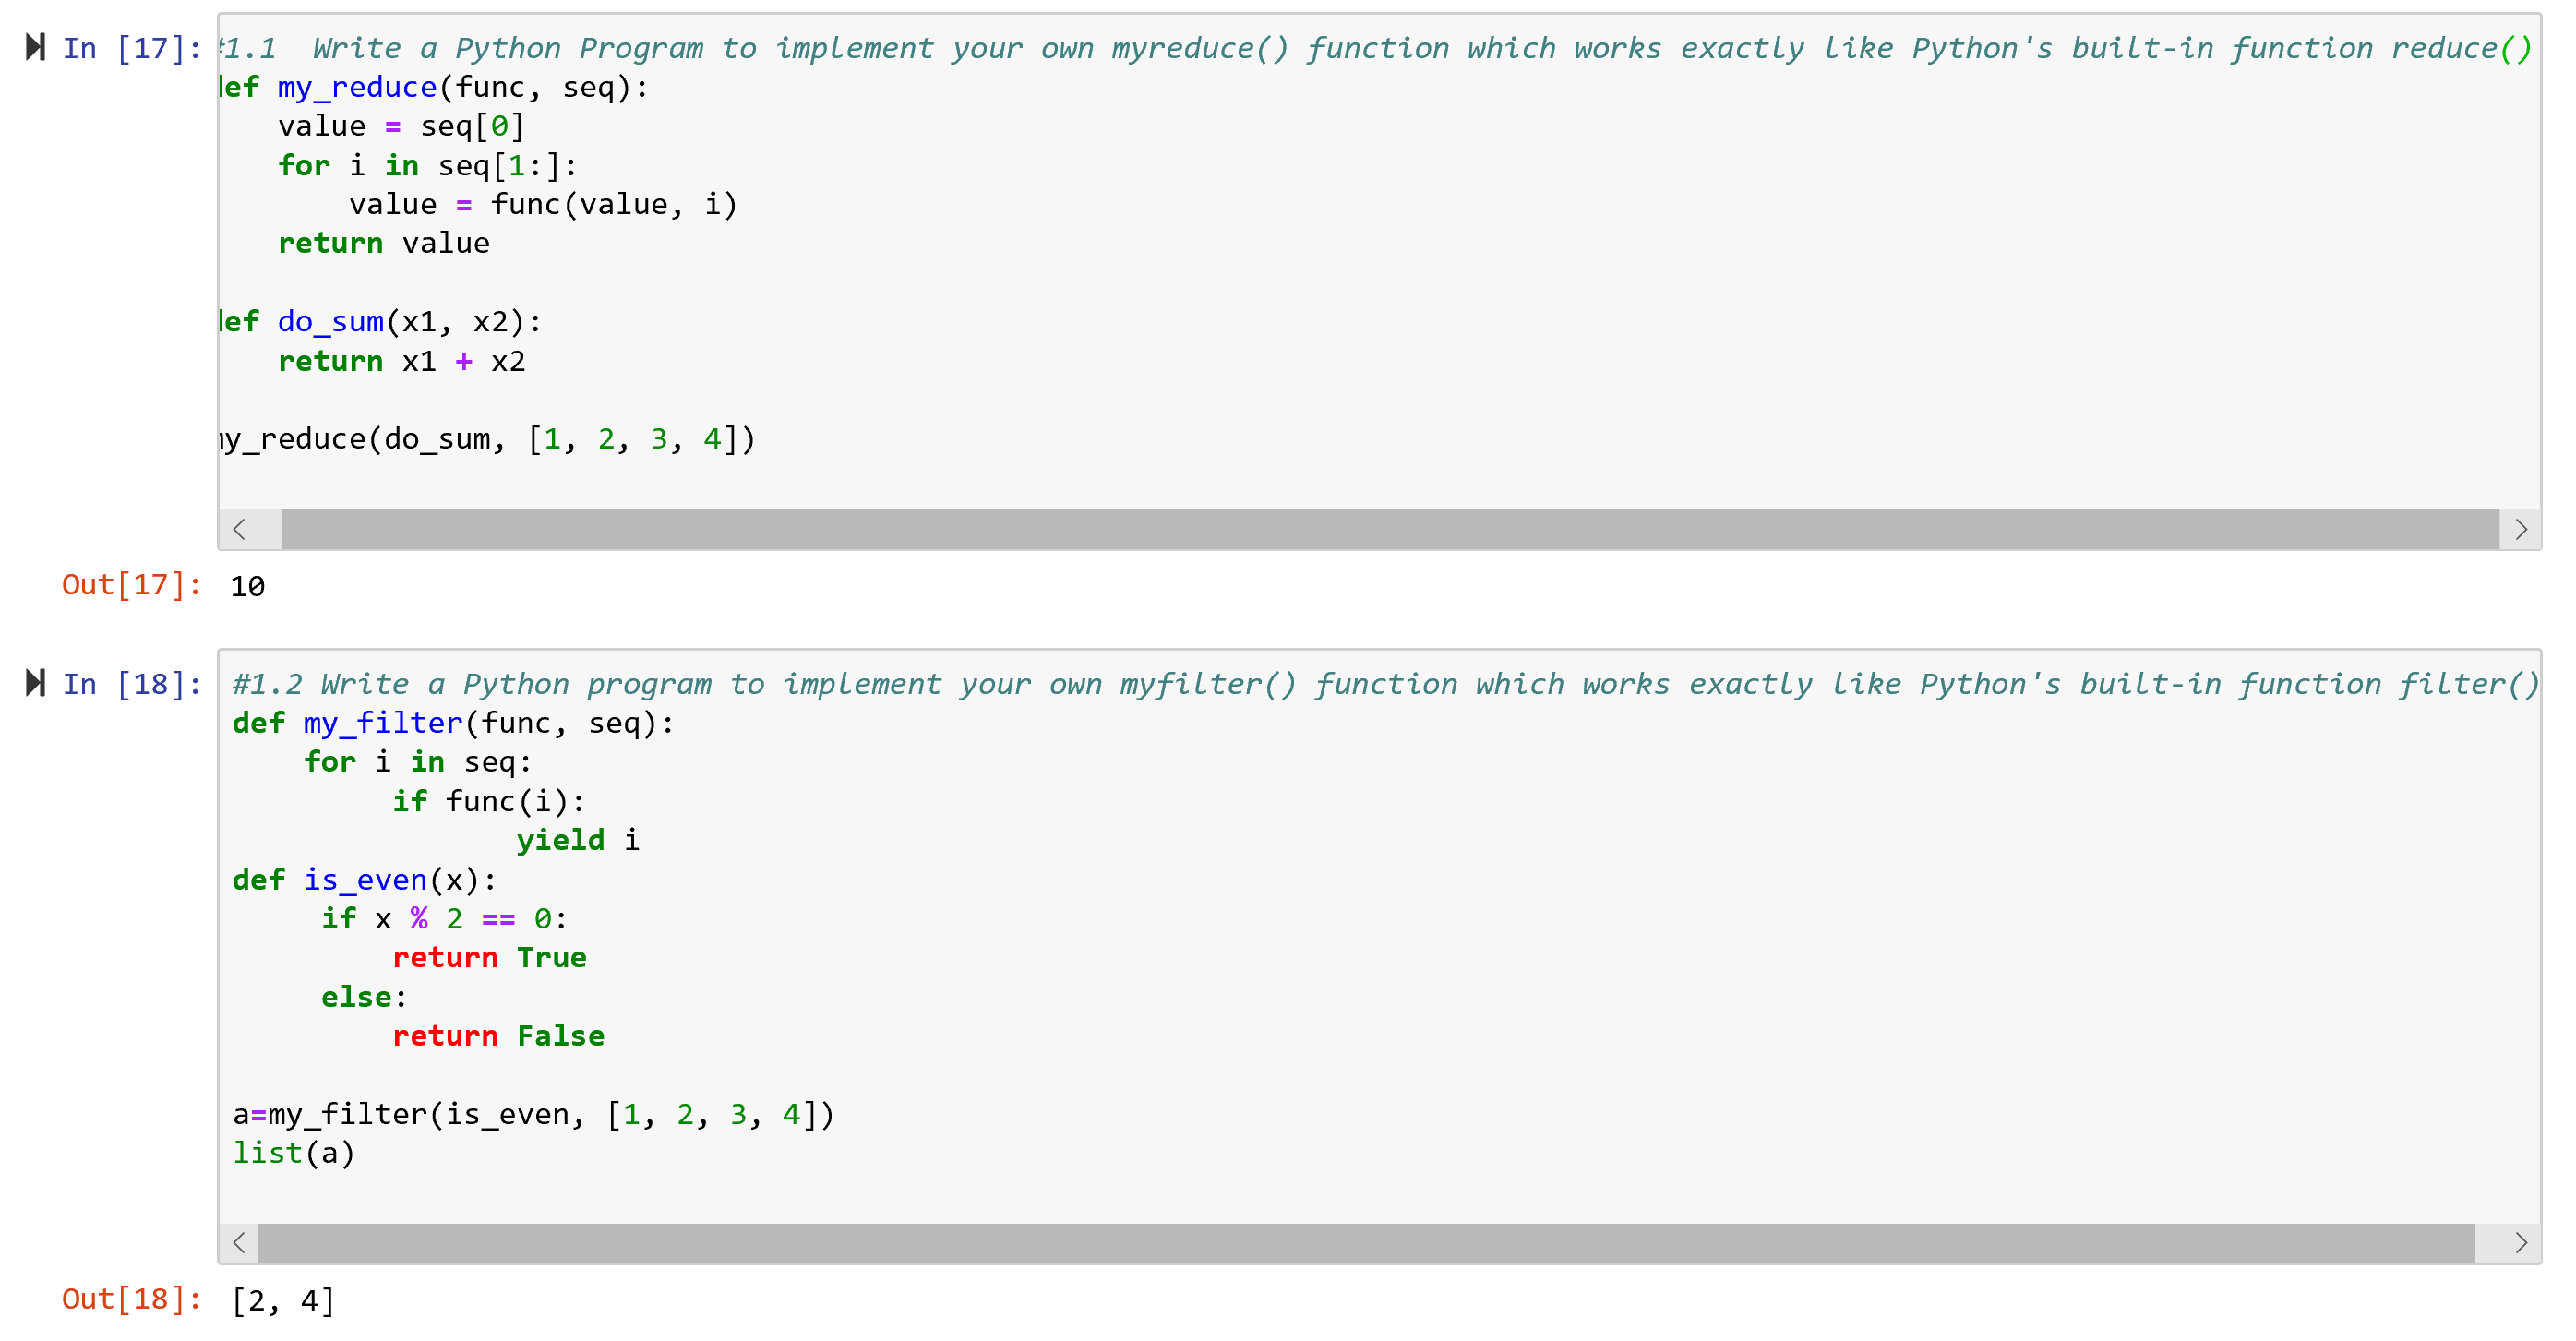 In [17]: #1.1  Write a Python Program to implement your own myreduce() function which works exactly like Python's built-in function reduce()
def my_reduce(func, seq):
    value = seq[0]
    for i in seq[1:]:
        value = func(value, i)
    return value

def do_sum(x1, x2):
    return x1 + x2

my_reduce(do_sum, [1, 2, 3, 4])
Out[17]: 10
In [18]: #1.2 Write a Python program to implement your own myfilter() function which works exactly like Python's built-in function filter()
def my_filter(func, seq):
    for i in seq:
         if func(i):
                yield i
def is_even(x):
     if x % 2 == 0:
         return True
     else:
         return False

a=my_filter(is_even, [1, 2, 3, 4])
list(a)
Out[18]: [2, 4]